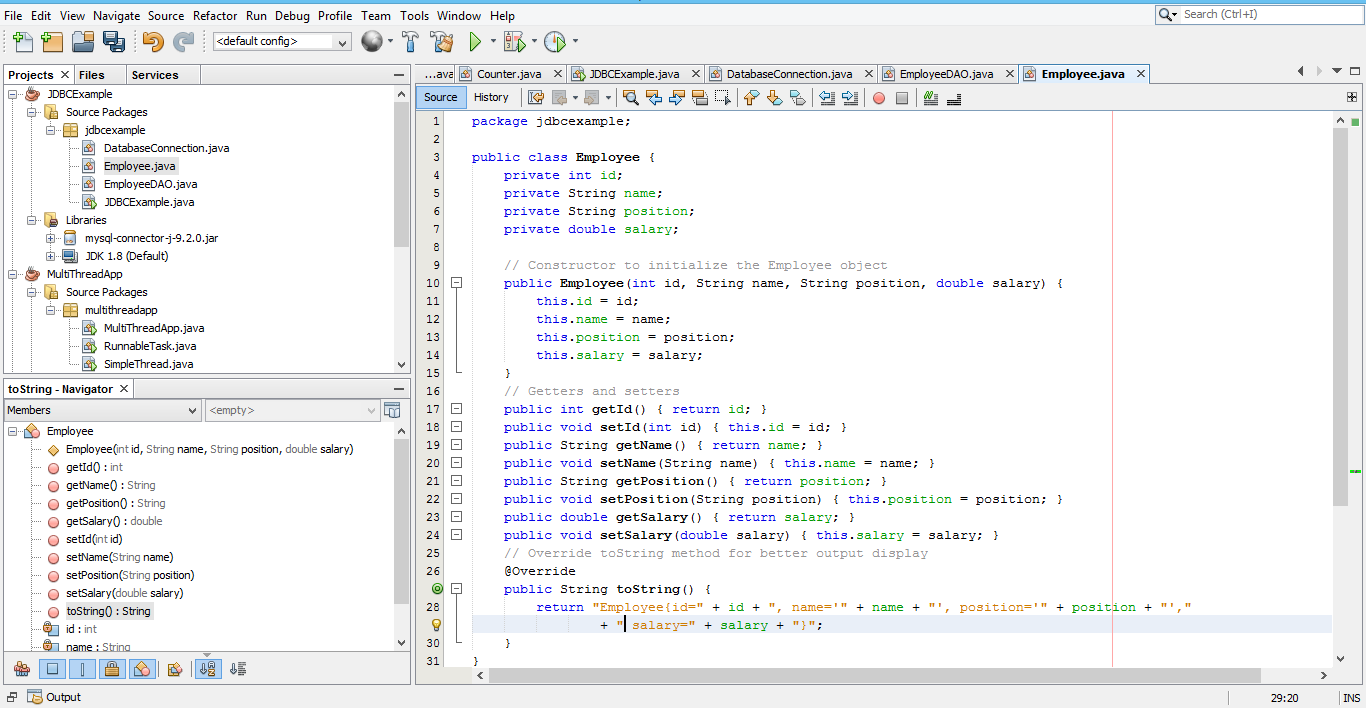 File Edit View Navigate Source Refactor Run Debug Profile Team Tools Window Help
Search (Ctrl+I)
<default config>
Projects Files Services
JDBCExample
Source Packages
jdbcexample
DatabaseConnection.java
Employee.java
EmployeeDAO.java
JDBCExample.java
Libraries
mysql-connector-j-9.2.0.jar
JDK 1.8 (Default)
MultiThreadApp
Source Packages
multithreadapp
MultiThreadApp.java
RunnableTask.java
SimpleThread.java
toString - Navigator
Members <empty>
Employee
Employee(int id, String name, String position, double salary)
getId() : int
getName() : String
getPosition() : String
getSalary() : double
setId(int id)
setName(String name)
setPosition(String position)
setSalary(double salary)
toString() : String
id : int
name : String
...ava Counter.java JDBCExample.java DatabaseConnection.java EmployeeDAO.java Employee.java
Source History
1 package jdbcexample;
2
3 public class Employee {
4 private int id;
5 private String name;
6 private String position;
7 private double salary;
8
9 // Constructor to initialize the Employee object
10 public Employee(int id, String name, String position, double salary) {
11 this.id = id;
12 this.name = name;
13 this.position = position;
14 this.salary = salary;
15 }
16 // Getters and setters
17 public int getId() { return id; }
18 public void setId(int id) { this.id = id; }
19 public String getName() { return name; }
20 public void setName(String name) { this.name = name; }
21 public String getPosition() { return position; }
22 public void setPosition(String position) { this.position = position; }
23 public double getSalary() { return salary; }
24 public void setSalary(double salary) { this.salary = salary; }
25 // Override toString method for better output display
26 @Override
public String toString() {
28 return "Employee{id=" + id + ", name='" + name + "', position='" + position + "',"
+ " salary=" + salary + "}";
30 }
31 }
Output
29:20 INS